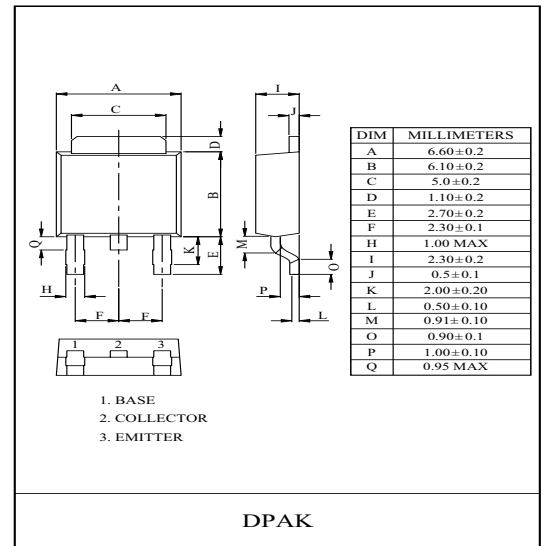 A
C
I
J
D
B
Q
K
E
M
O
H
P
F
F
L
1 2 3
1. BASE
2. COLLECTOR
3. EMITTER
DIM MILLIMETERS
A 6.60±0.2
B 6.10±0.2
C 5.0±0.2
D 1.10±0.2
E 2.70±0.2
F 2.30±0.1
H 1.00 MAX
I 2.30±0.2
J 0.5±0.1
K 2.00±0.20
L 0.50±0.10
M 0.91±0.10
O 0.90±0.1
P 1.00±0.10
Q 0.95 MAX
DPAK